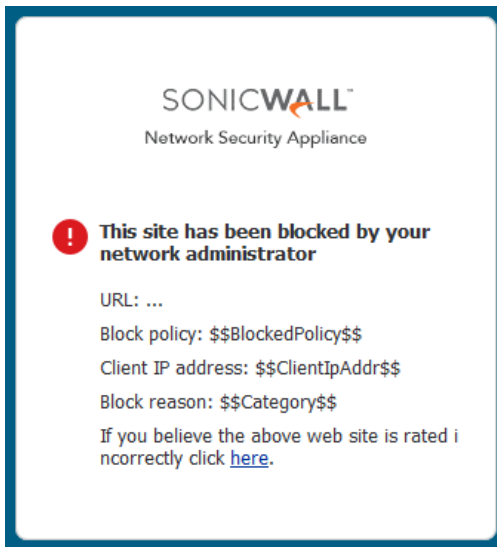 SONICWALL™
Network Security Appliance
This site has been blocked by your
network administrator
URL: ...
Block policy: $$BlockedPolicy$$
Client IP address: $$ClientIpAddr$$
Block reason: $$Category$$
If you believe the above web site is rated i
ncorrectly click here.